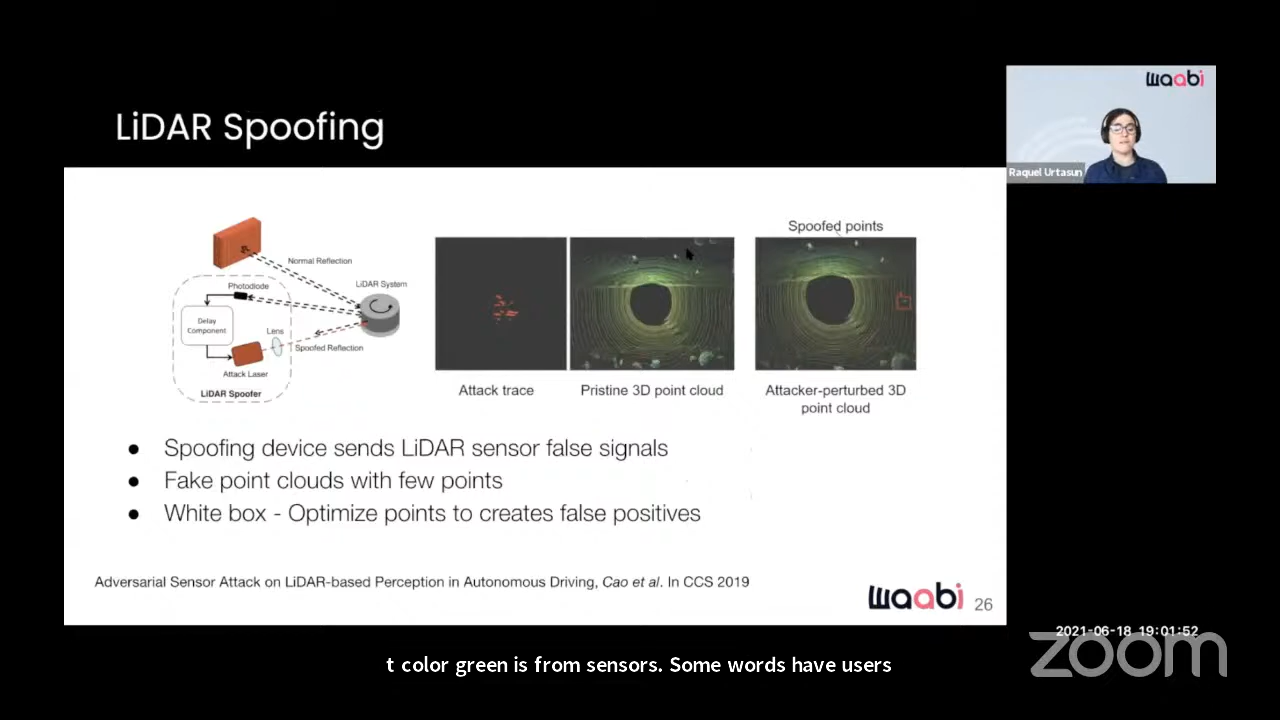 waabi
Raquel Urtasun
LiDAR Spoofing
Normal Reflection
Photodiode
LiDAR System
Delay
Component
Lens
Spoofed Reflection
Attack Laser
LiDAR Spoofer
Attack trace
Pristine 3D point cloud
Spoofed points
Attacker-perturbed 3D
point cloud
● Spoofing device sends LiDAR sensor false signals
● Fake point clouds with few points
● White box - Optimize points to creates false positives
Adversarial Sensor Attack on LiDAR-based Perception in Autonomous Driving, Cao et al. In CCS 2019
waabi 26
2021-06-18 19:01:52
zoom
t color green is from sensors. Some words have users